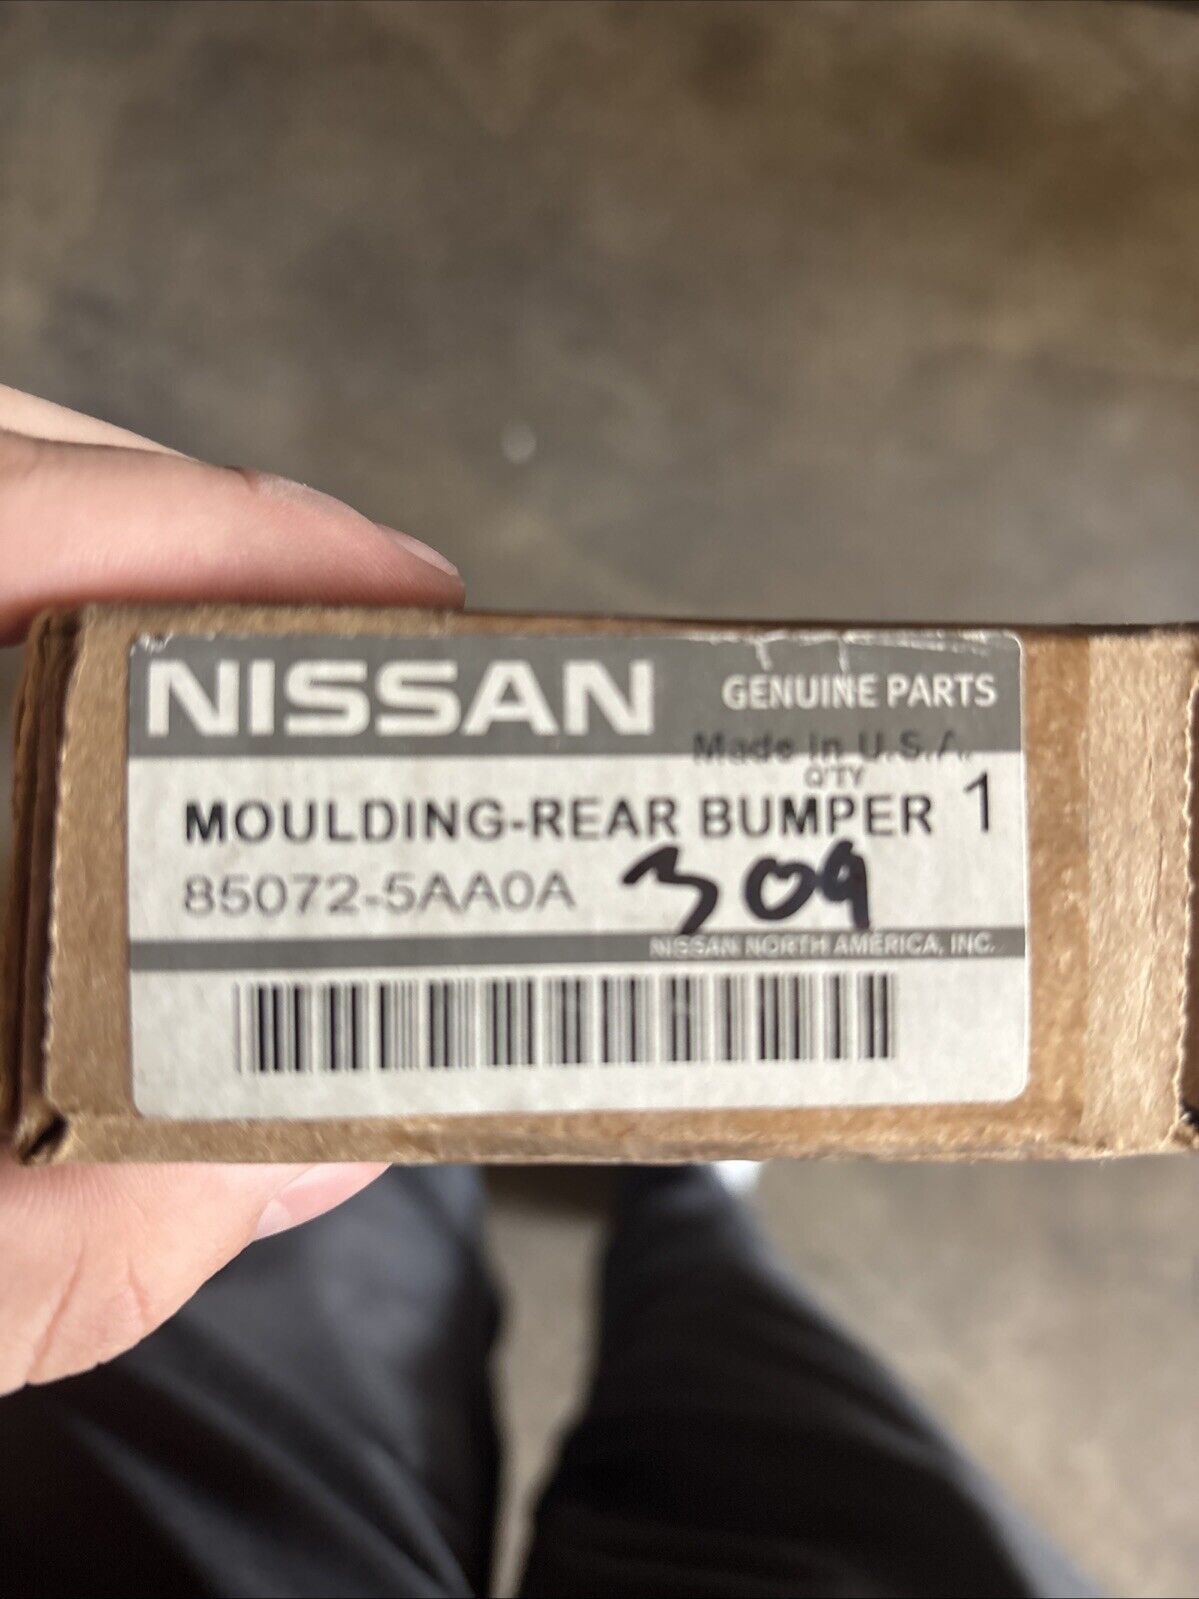 NISSAN GENUINE PARTS
Made in U.S.A.
Q'TY
MOULDING-REAR BUMPER 1
85072-5AA0A 309
NISSAN NORTH AMERICA, INC.